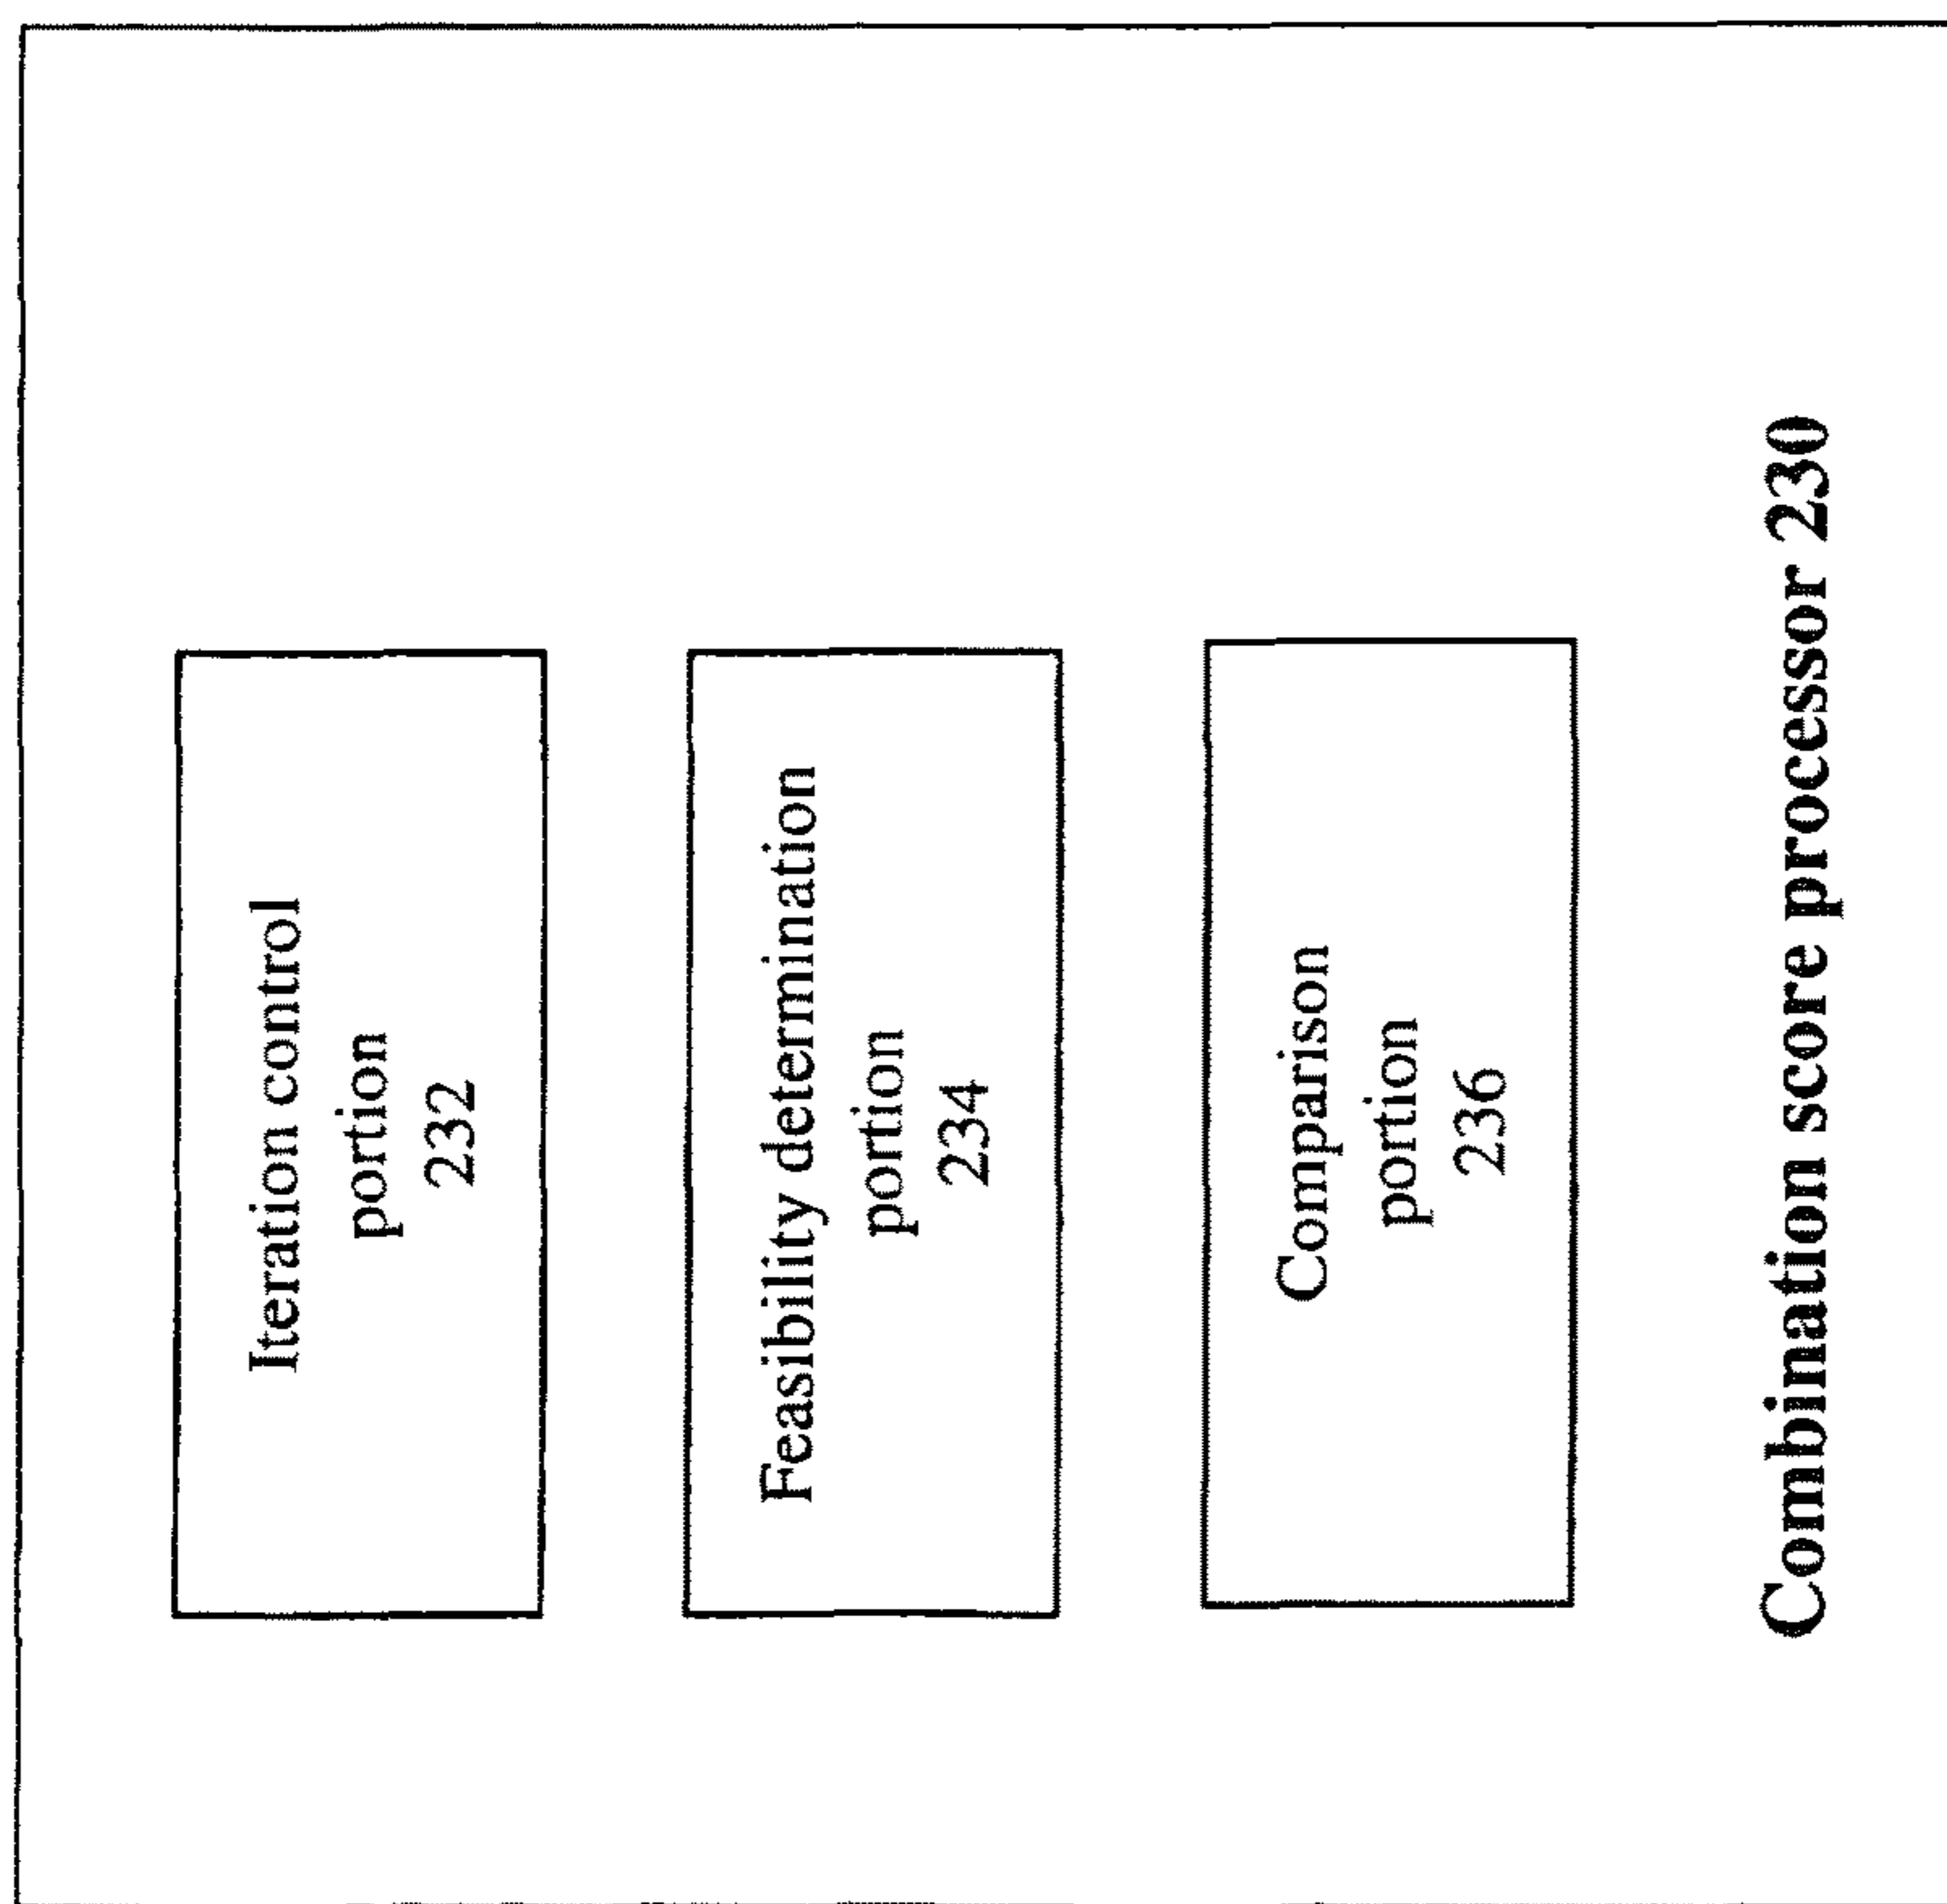 Iteration control
portion
232
Feasibility determination
portion
234
Comparison
portion
236
Combination score processor 230